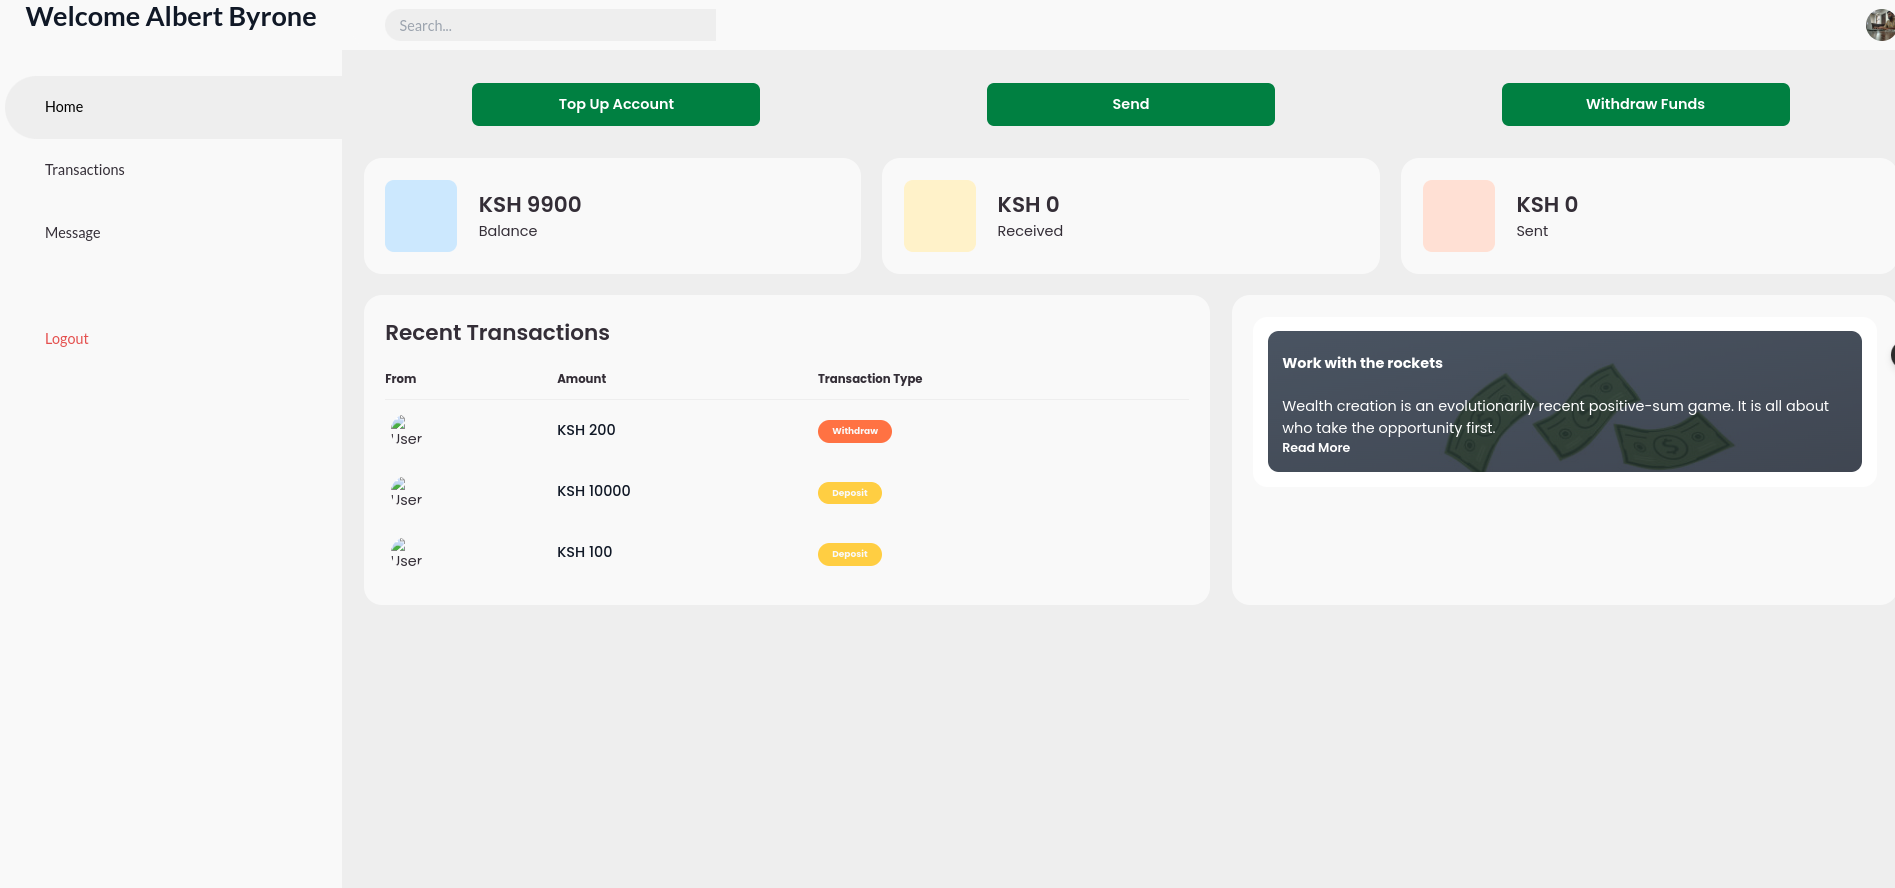 Welcome Albert Byrone
Search...
Home
Transactions
Message
Logout
Top Up Account
Send
Withdraw Funds
KSH 9900
Balance
KSH 0
Received
KSH 0
Sent
Recent Transactions
From Amount Transaction Type
User KSH 200 Withdraw
User KSH 10000 Deposit
User KSH 100 Deposit
Work with the rockets
Wealth creation is an evolutionarily recent positive-sum game. It is all about
who take the opportunity first.
Read More